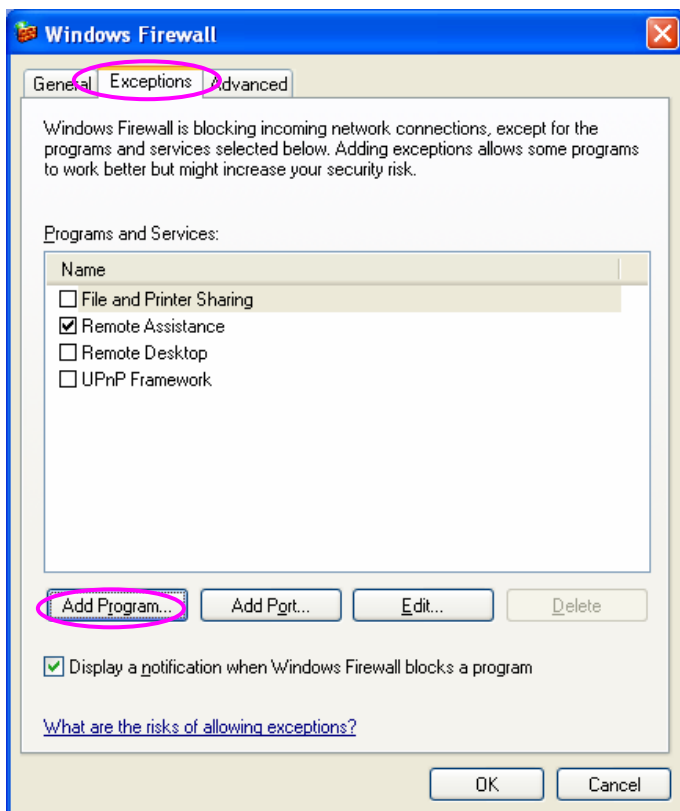 Windows Firewall
General Exceptions Advanced
Windows Firewall is blocking incoming network connections, except for the
programs and services selected below. Adding exceptions allows some programs
to work better but might increase your security risk.
Programs and Services:
Name
File and Printer Sharing
Remote Assistance
Remote Desktop
UPnP Framework
Add Program... Add Port... Edit... Delete
Display a notification when Windows Firewall blocks a program
What are the risks of allowing exceptions?
OK Cancel